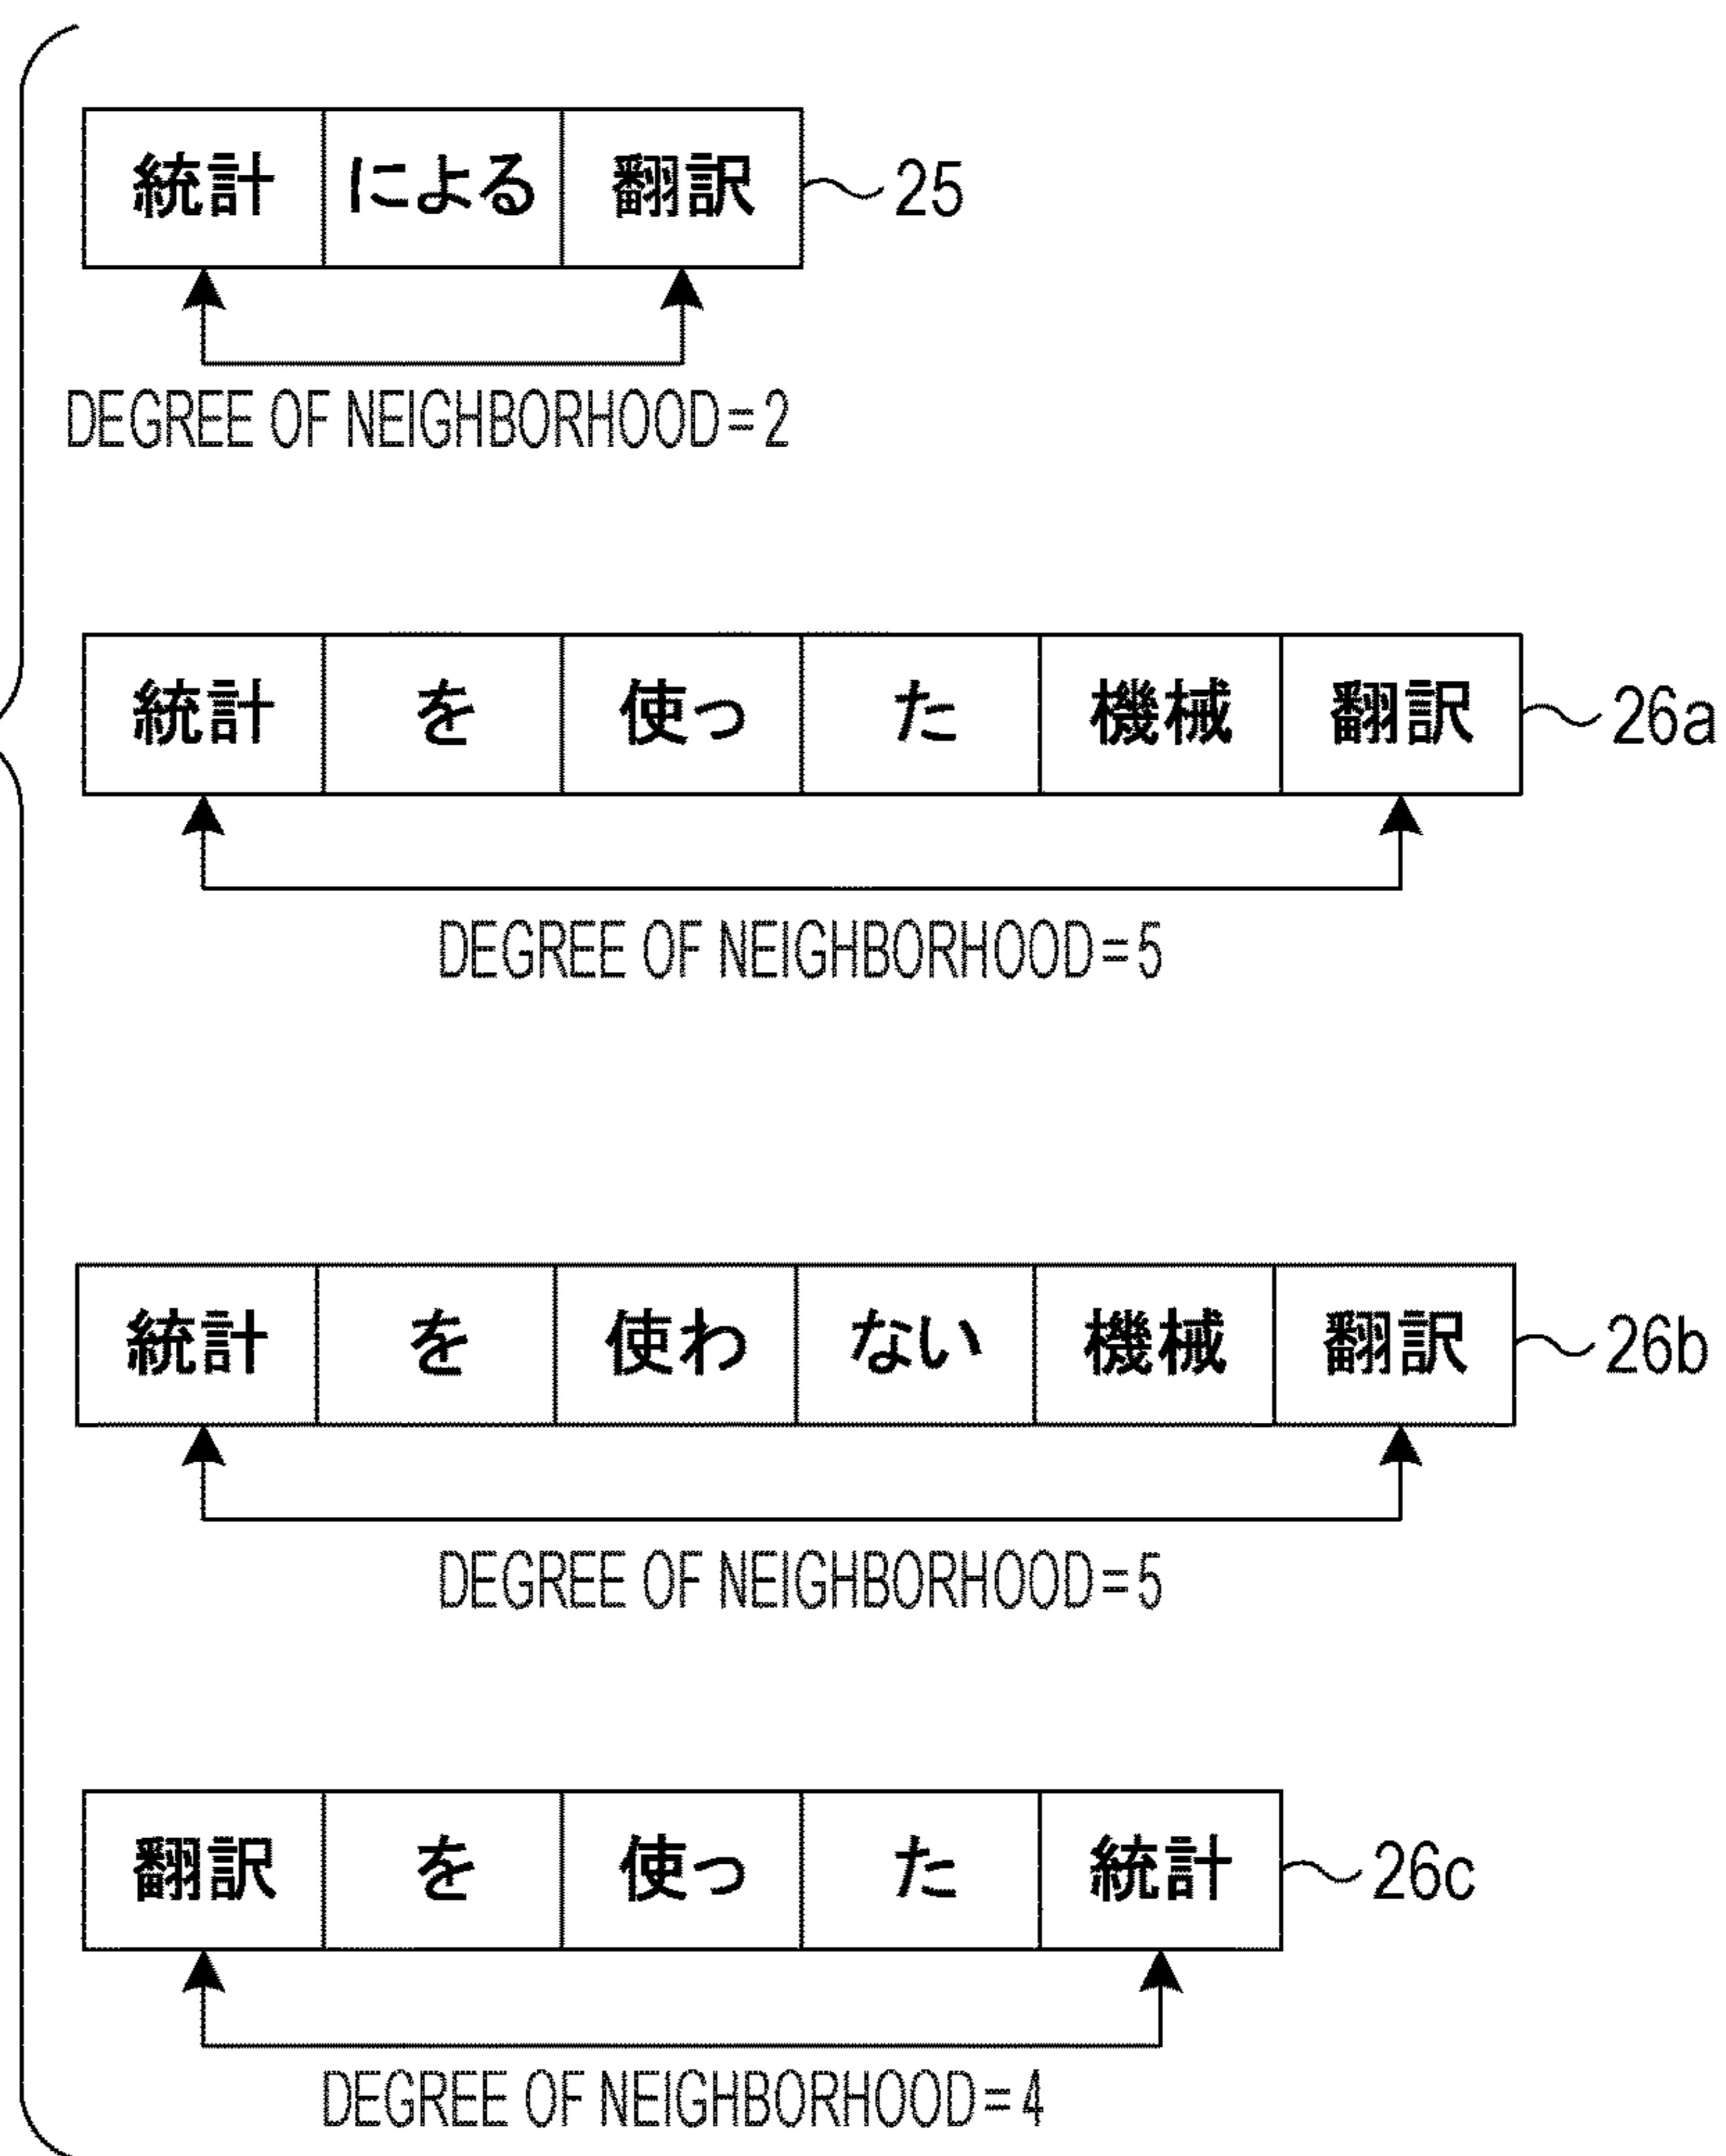 統計 による 翻訳 25
DEGREE OF NEIGHBORHOOD=2
統計 を 使っ た 機械 翻訳 26a
DEGREE OF NEIGHBORHOOD=5
統計 を 使わ ない 機械 翻訳 26b
DEGREE OF NEIGHBORHOOD=5
翻訳 を 使っ た 統計 26c
DEGREE OF NEIGHBORHOOD=4